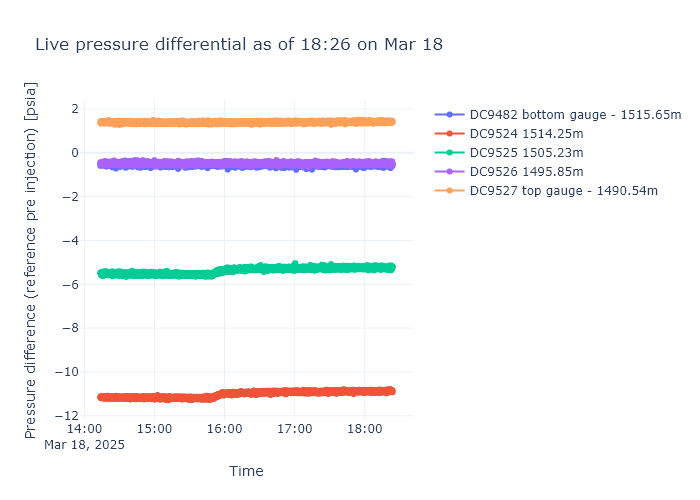 Live pressure differential as of 18:26 on Mar 18
Pressure difference (reference pre injection) [psia]
2
0
−2
−4
−6
−8
−10
−12
14:00
15:00
16:00
17:00
18:00
Mar 18, 2025
Time
DC9482 bottom gauge - 1515.65m
DC9524 1514.25m
DC9525 1505.23m
DC9526 1495.85m
DC9527 top gauge - 1490.54m